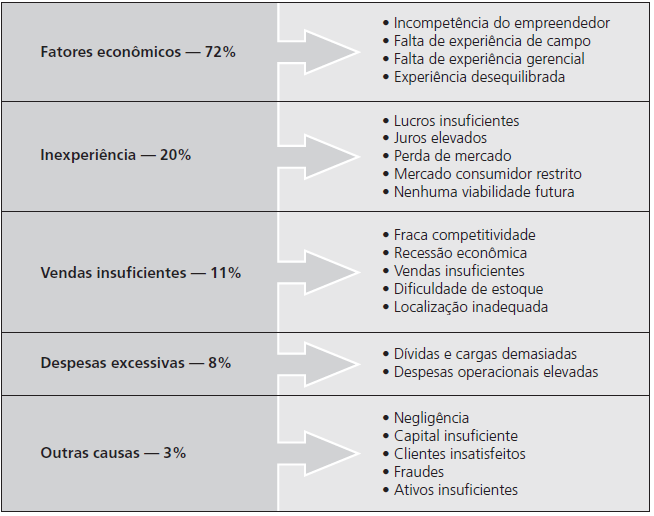 Fatores econômicos — 72%
• Incompetência do empreendedor
• Falta de experiência de campo
• Falta de experiência gerencial
• Experiência desequilibrada
Inexperiência — 20%
• Lucros insuficientes
• Juros elevados
• Perda de mercado
• Mercado consumidor restrito
• Nenhuma viabilidade futura
Vendas insuficientes — 11%
• Fraca competitividade
• Recessão econômica
• Vendas insuficientes
• Dificuldade de estoque
• Localização inadequada
Despesas excessivas — 8%
• Dívidas e cargas demasiadas
• Despesas operacionais elevadas
Outras causas — 3%
• Negligência
• Capital insuficiente
• Clientes insatisfeitos
• Fraudes
• Ativos insuficientes